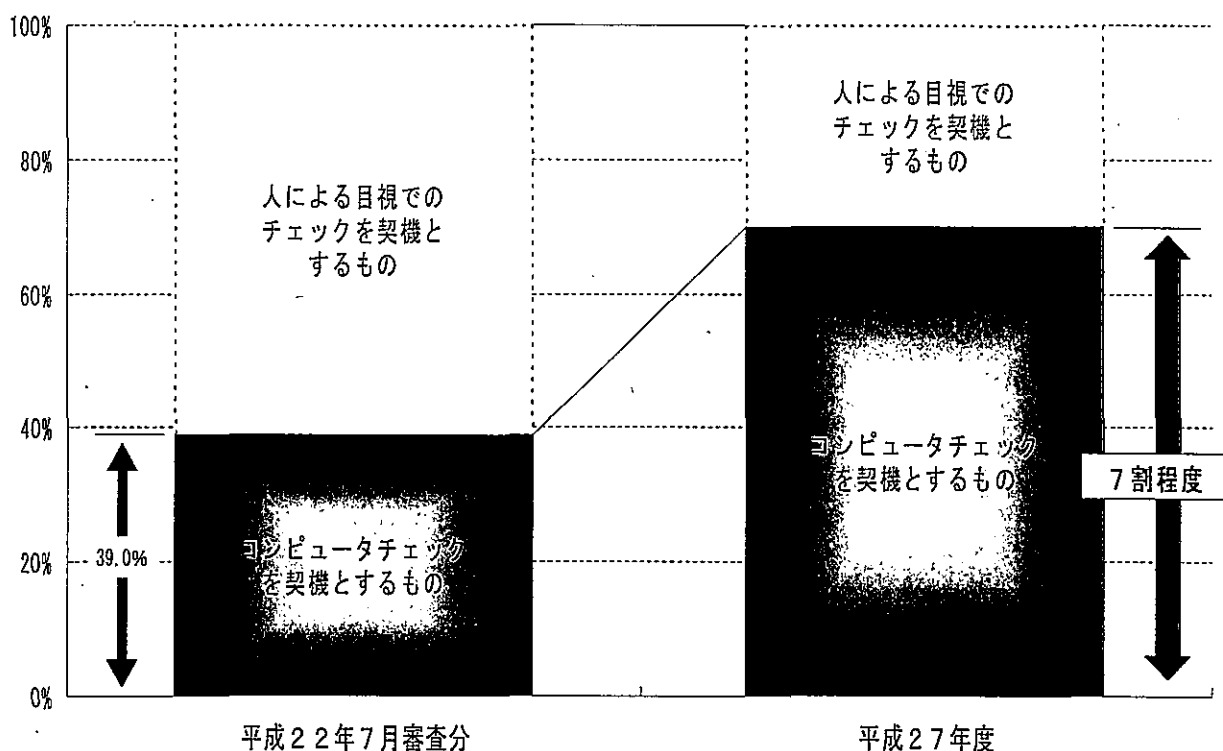 100%
80%
60%
40%
20%
0%
人による目視での
チェックを契機と
するもの
コンピュータチェック
を契機とするもの
39.0%
平成２２年７月審査分
人による目視での
チェックを契機と
するもの
コンピュータチェック
を契機とするもの
７割程度
平成２７年度